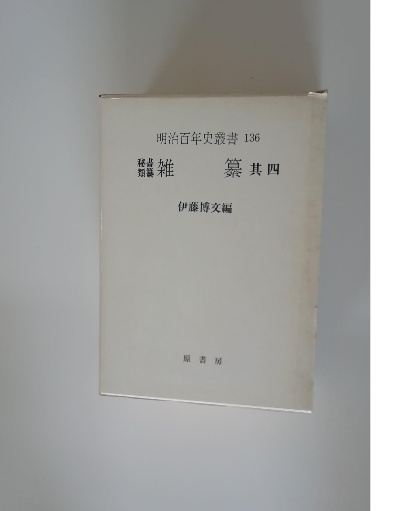 明治百年史叢書 136
秘書類纂 雑纂 其四
伊藤博文編
原書房